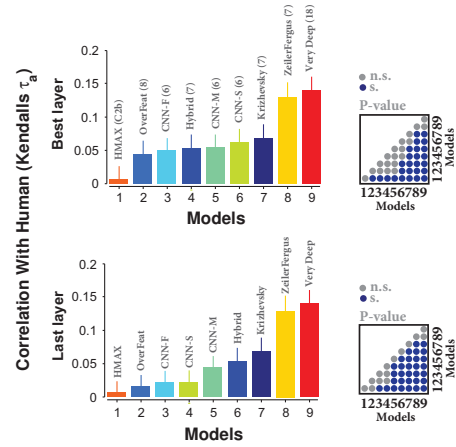 Correlation With Human (Kendalls τa)
Best layer
0.2
0.15
0.1
0.05
0
HMAX (C2b)
OverFeat (8)
CNN-F (6)
Hybrid (7)
CNN-M (6)
CNN-S (6)
Krizhevsky (7)
ZeilerFergus (7)
Very Deep (18)
1 2 3 4 5 6 7 8 9
Models
n.s.
s.
P-value
123456789
Models
123456789
Models
Last layer
0.2
0.15
0.1
0.05
0
HMAX
OverFeat
CNN-F
CNN-S
CNN-M
Hybrid
Krizhevsky
ZeilerFergus
Very Deep
1 2 3 4 5 6 7 8 9
Models
n.s.
s.
P-value
123456789
Models
123456789
Models